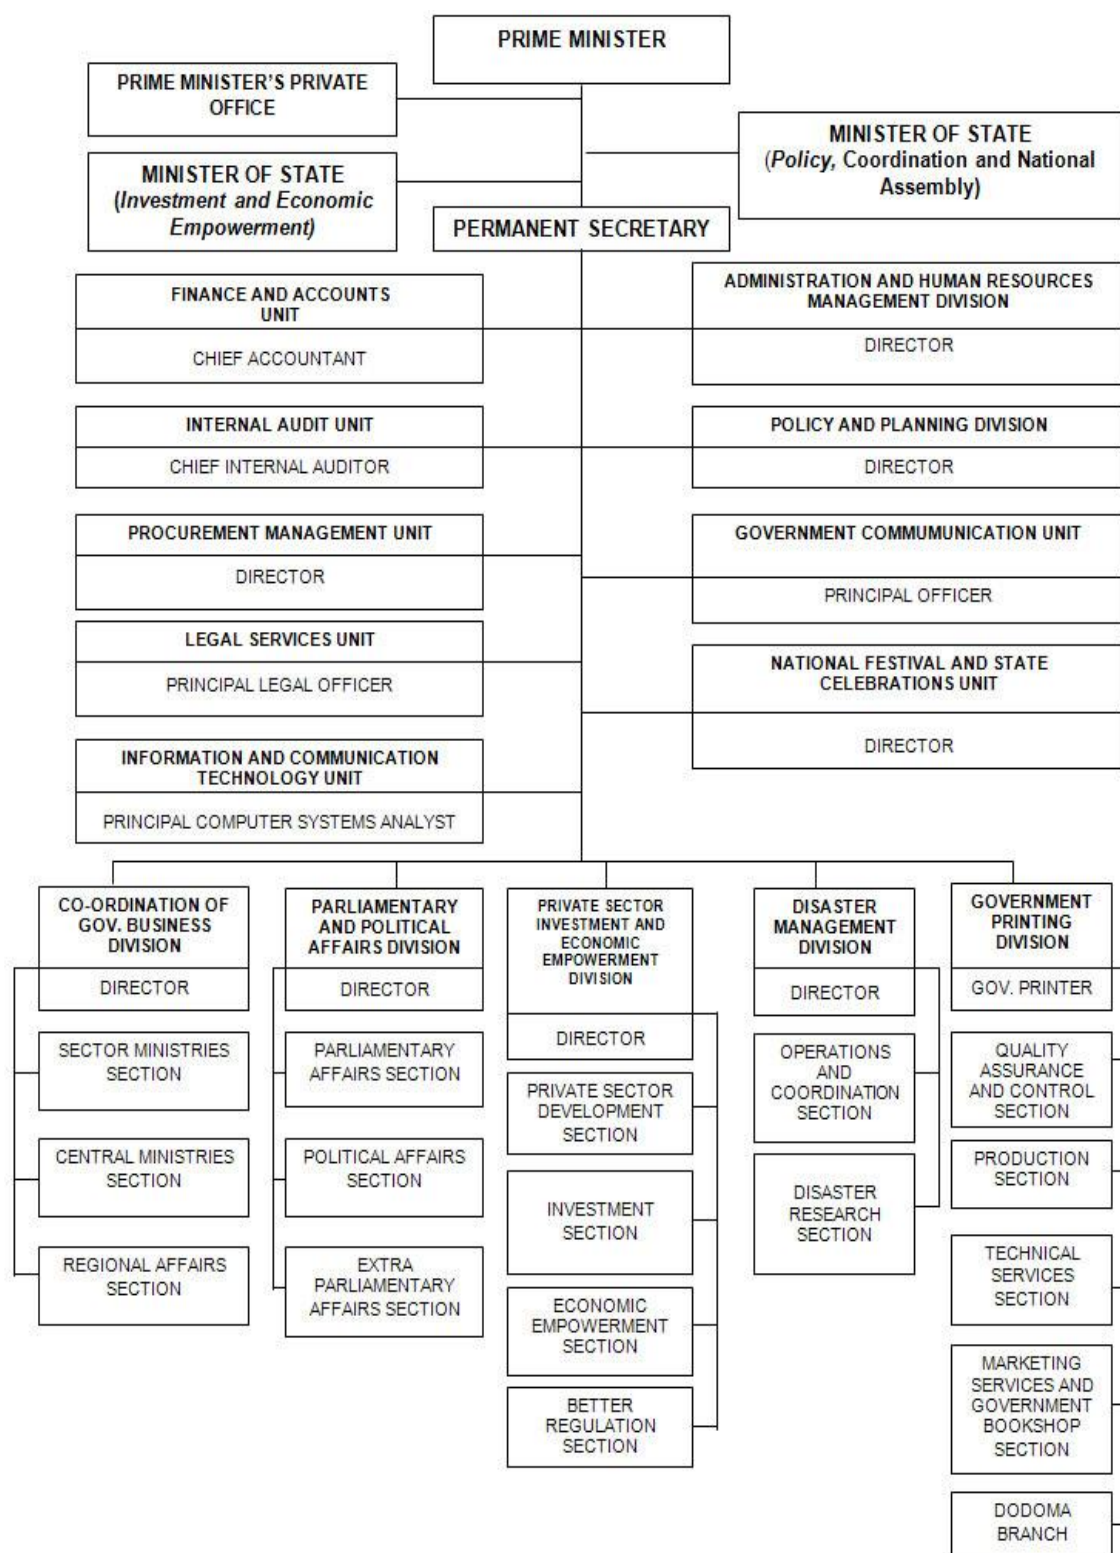 PRIME MINISTER
PRIME MINISTER'S PRIVATE
OFFICE
MINISTER OF STATE
(Policy, Coordination and National
Assembly)
MINISTER OF STATE
(Investment and Economic
Empowerment)
PERMANENT SECRETARY
FINANCE AND ACCOUNTS
UNIT
CHIEF ACCOUNTANT
ADMINISTRATION AND HUMAN RESOURCES
MANAGEMENT DIVISION
DIRECTOR
INTERNAL AUDIT UNIT
CHIEF INTERNAL AUDITOR
POLICY AND PLANNING DIVISION
DIRECTOR
PROCUREMENT MANAGEMENT UNIT
DIRECTOR
GOVERNMENT COMMUMUNICATION UNIT
PRINCIPAL OFFICER
LEGAL SERVICES UNIT
PRINCIPAL LEGAL OFFICER
NATIONAL FESTIVAL AND STATE
CELEBRATIONS UNIT
DIRECTOR
INFORMATION AND COMMUNICATION
TECHNOLOGY UNIT
PRINCIPAL COMPUTER SYSTEMS ANALYST
CO-ORDINATION OF
GOV. BUSINESS
DIVISION
DIRECTOR
SECTOR MINISTRIES
SECTION
CENTRAL MINISTRIES
SECTION
REGIONAL AFFAIRS
SECTION
PARLIAMENTARY
AND POLITICAL
AFFAIRS DIVISION
DIRECTOR
PARLIAMENTARY
AFFAIRS SECTION
POLITICAL AFFAIRS
SECTION
EXTRA
PARLIAMENTARY
AFFAIRS SECTION
PRIVATE SECTOR
INVESTMENT AND
ECONOMIC
EMPOWERMENT
DIVISION
DIRECTOR
PRIVATE SECTOR
DEVELOPMENT
SECTION
INVESTMENT
SECTION
ECONOMIC
EMPOWERMENT
SECTION
BETTER
REGULATION
SECTION
DISASTER
MANAGEMENT
DIVISION
DIRECTOR
OPERATIONS
AND
COORDINATION
SECTION
DISASTER
RESEARCH
SECTION
GOVERNMENT
PRINTING
DIVISION
GOV. PRINTER
QUALITY
ASSURANCE
AND CONTROL
SECTION
PRODUCTION
SECTION
TECHNICAL
SERVICES
SECTION
MARKETING
SERVICES AND
GOVERNMENT
BOOKSHOP
SECTION
DODOMA
BRANCH